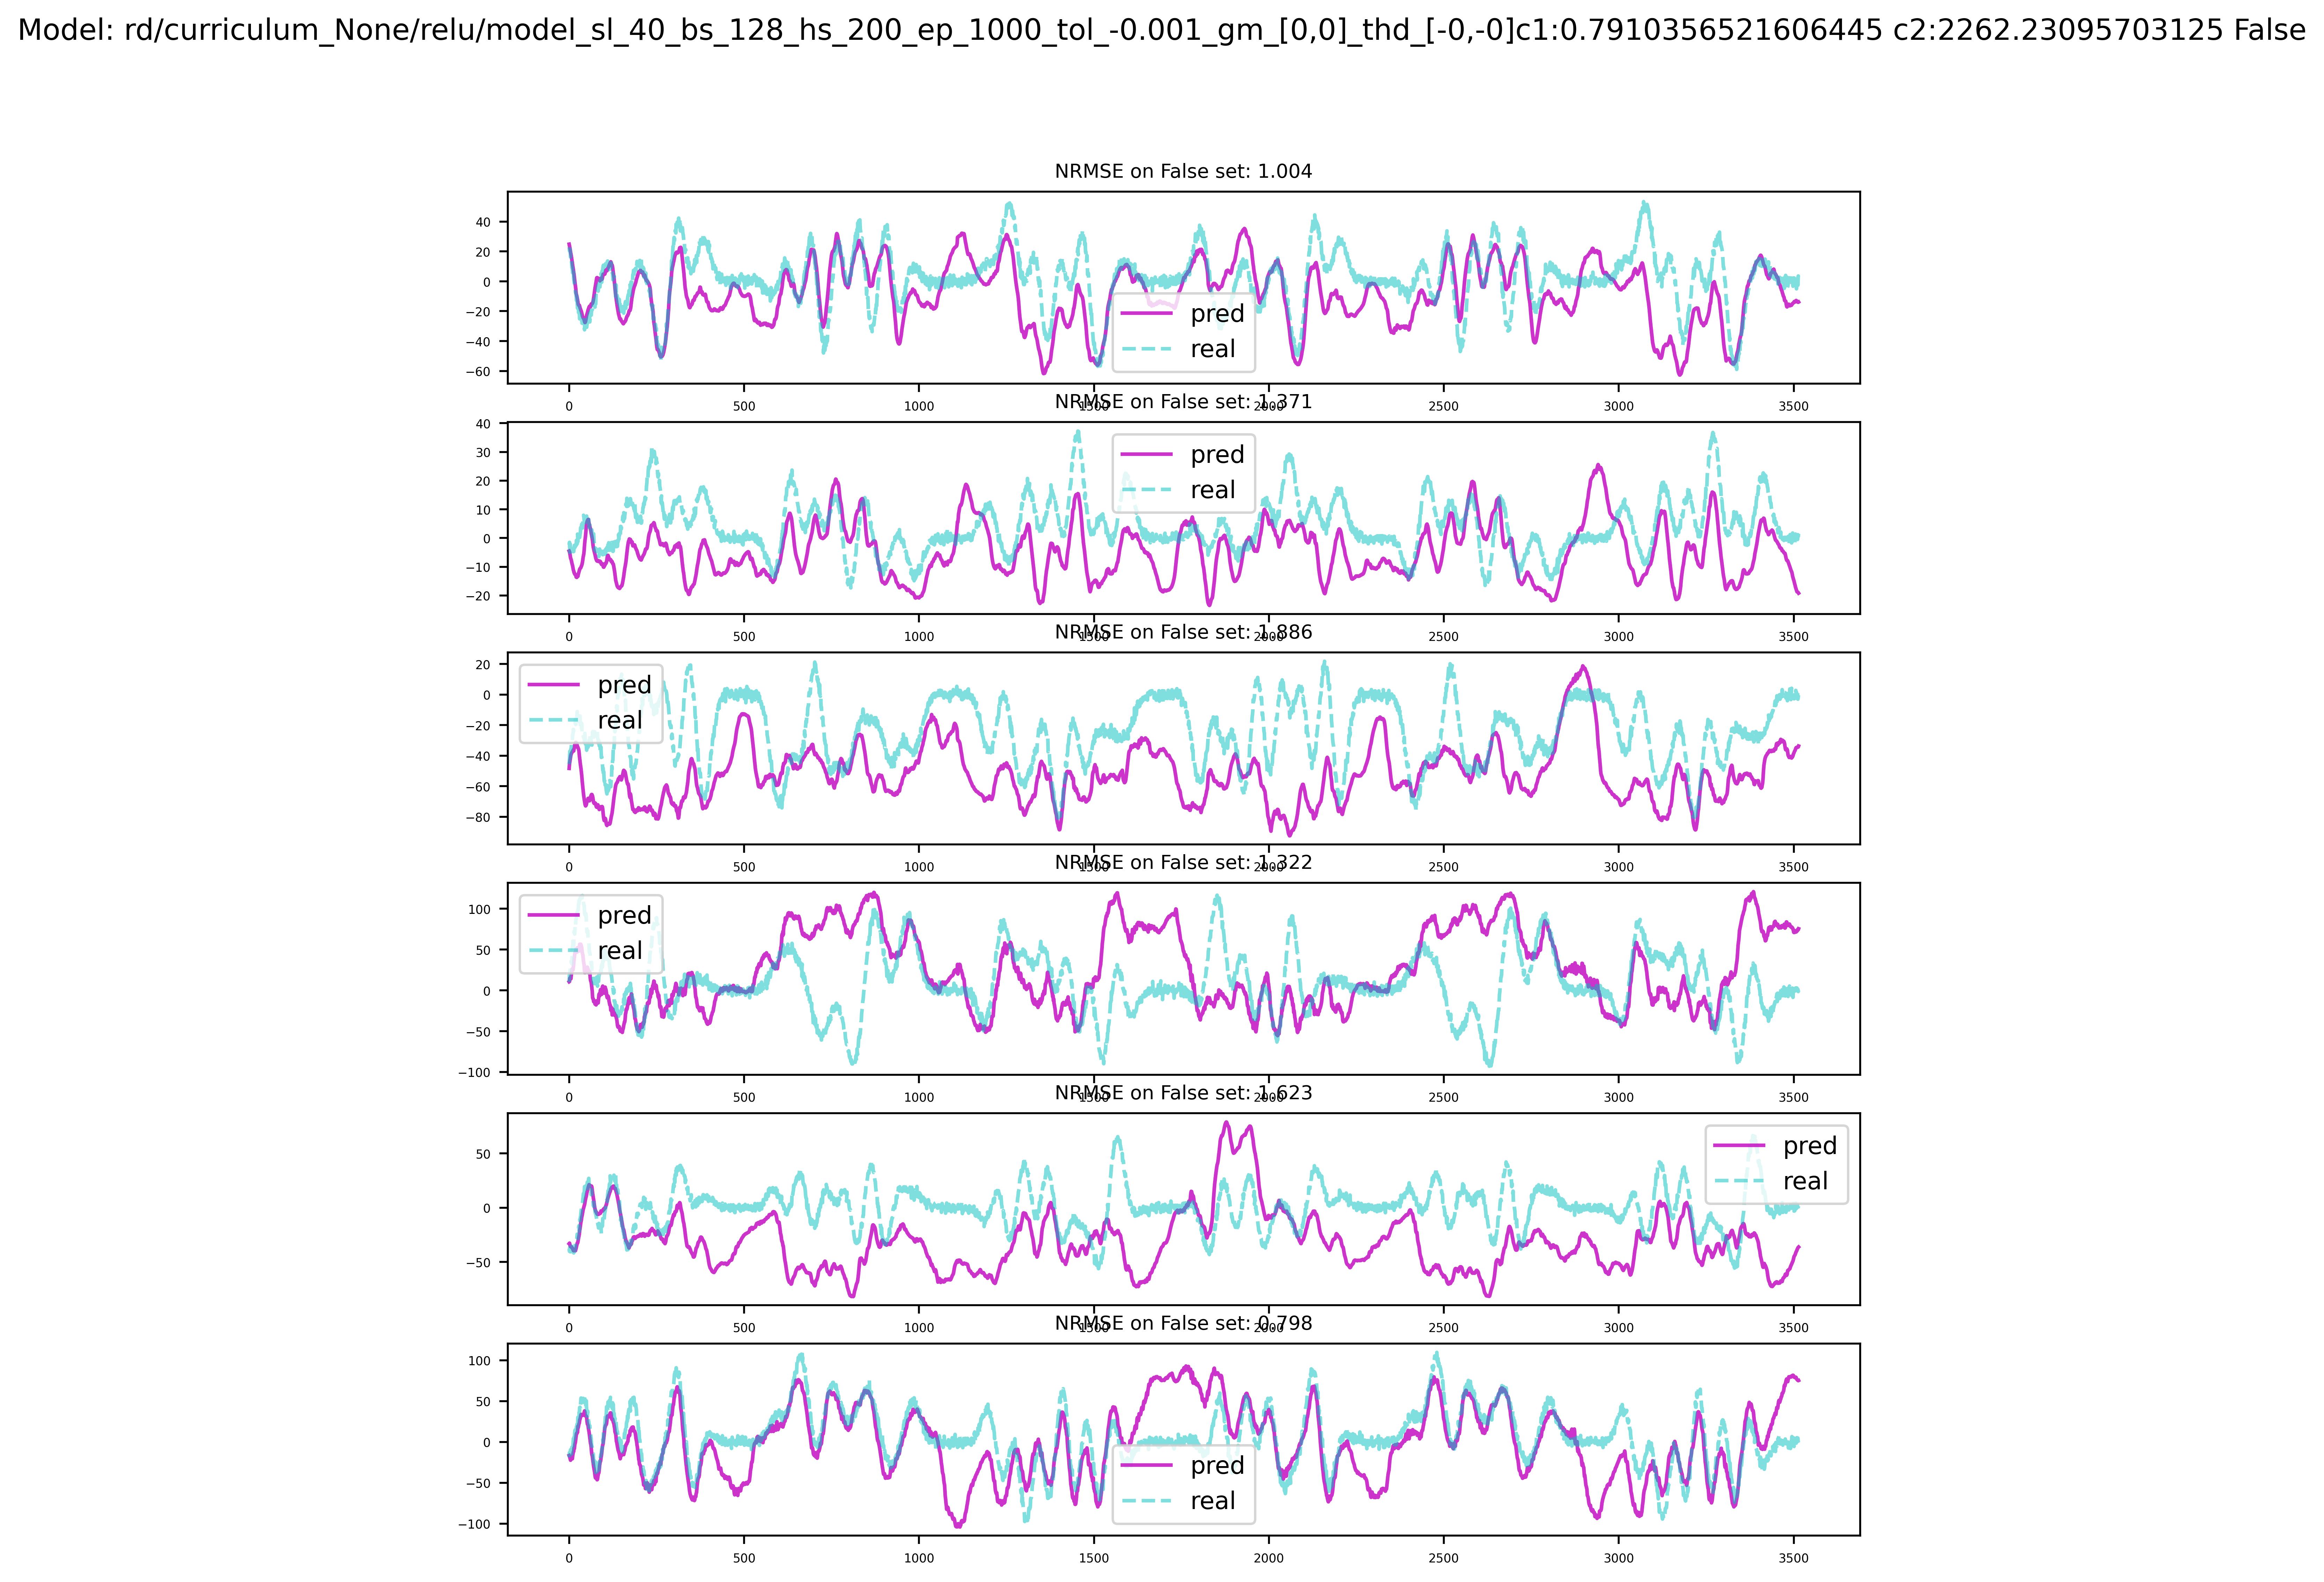 Model: rd/curriculum_None/relu/model_sl_40_bs_128_hs_200_ep_1000_tol_-0.001_gm_[0,0]_thd_[-0,-0]c1:0.7910356521606445 c2:2262.23095703125 False
NRMSE on False set: 1.004
40
20
0
−20
−40
−60
pred
real
0 500 1000 1500 2000 2500 3000 3500
NRMSE on False set: 1.371
40
30
20
10
0
−10
−20
pred
real
0 500 1000 1500 2000 2500 3000 3500
NRMSE on False set: 1.886
20
0
−20
−40
−60
−80
pred
real
0 500 1000 1500 2000 2500 3000 3500
NRMSE on False set: 1.322
100
50
0
−50
−100
pred
real
0 500 1000 1500 2000 2500 3000 3500
NRMSE on False set: 1.623
50
0
−50
pred
real
0 500 1000 1500 2000 2500 3000 3500
NRMSE on False set: 0.798
100
50
0
−50
−100
pred
real
0 500 1000 1500 2000 2500 3000 3500